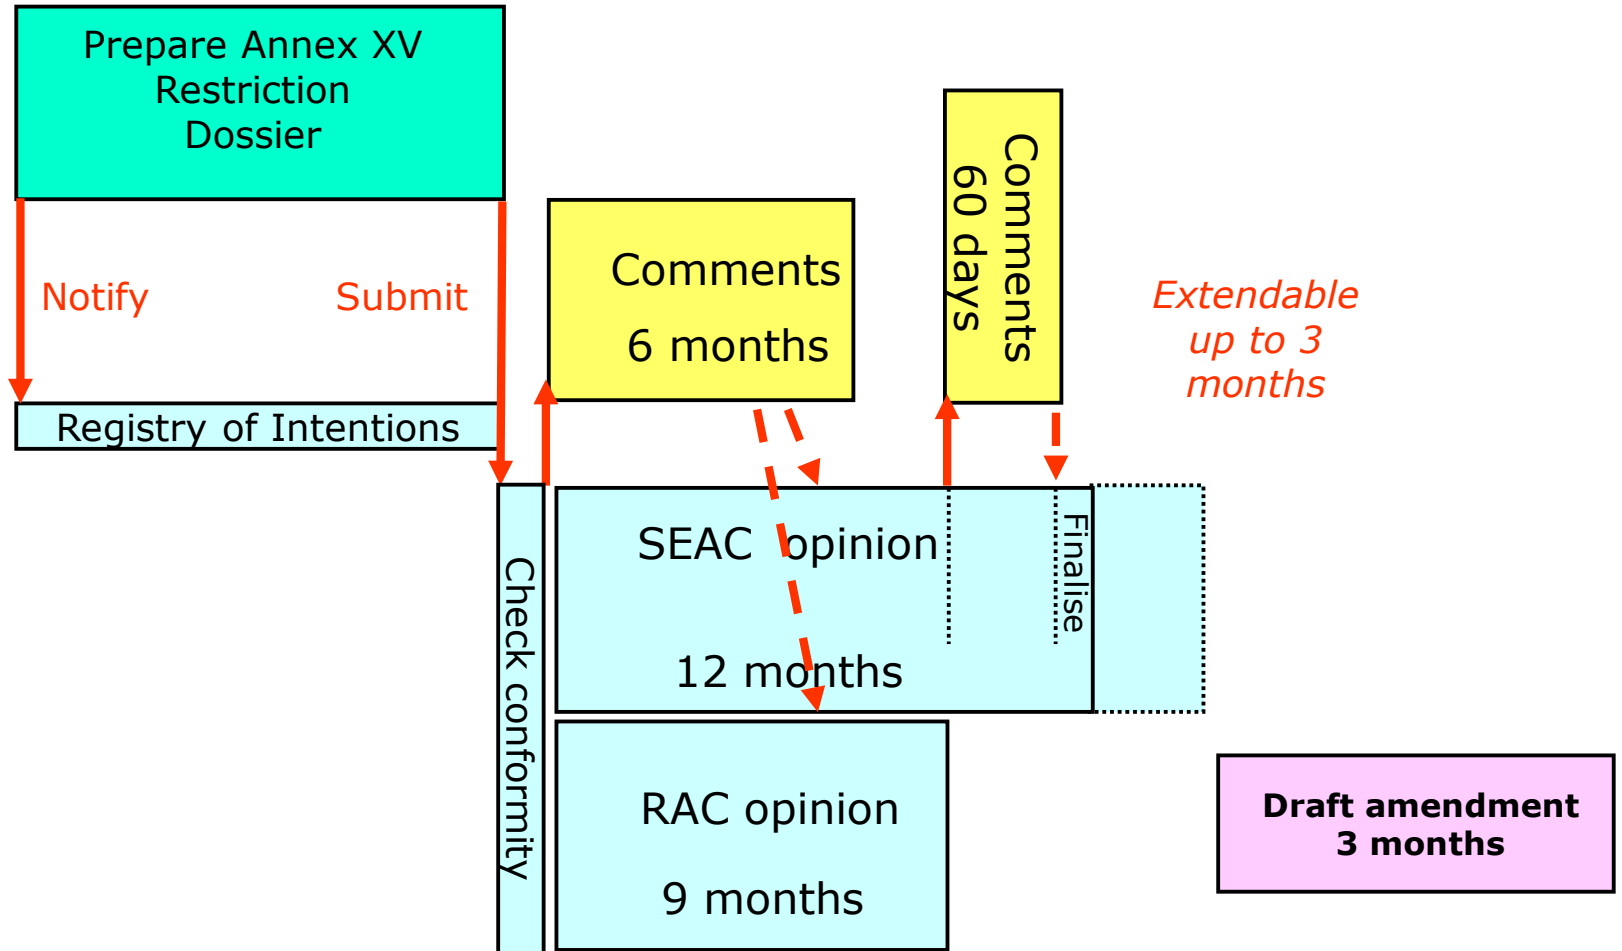 Prepare Annex XV
Restriction
Dossier
Comments
60 days
Comments
6 months
Notify
Submit
Extendable
up to 3
months
Registry of Intentions
Check conformity
SEAC opinion
12 months
Finalise
RAC opinion
9 months
Draft amendment
3 months